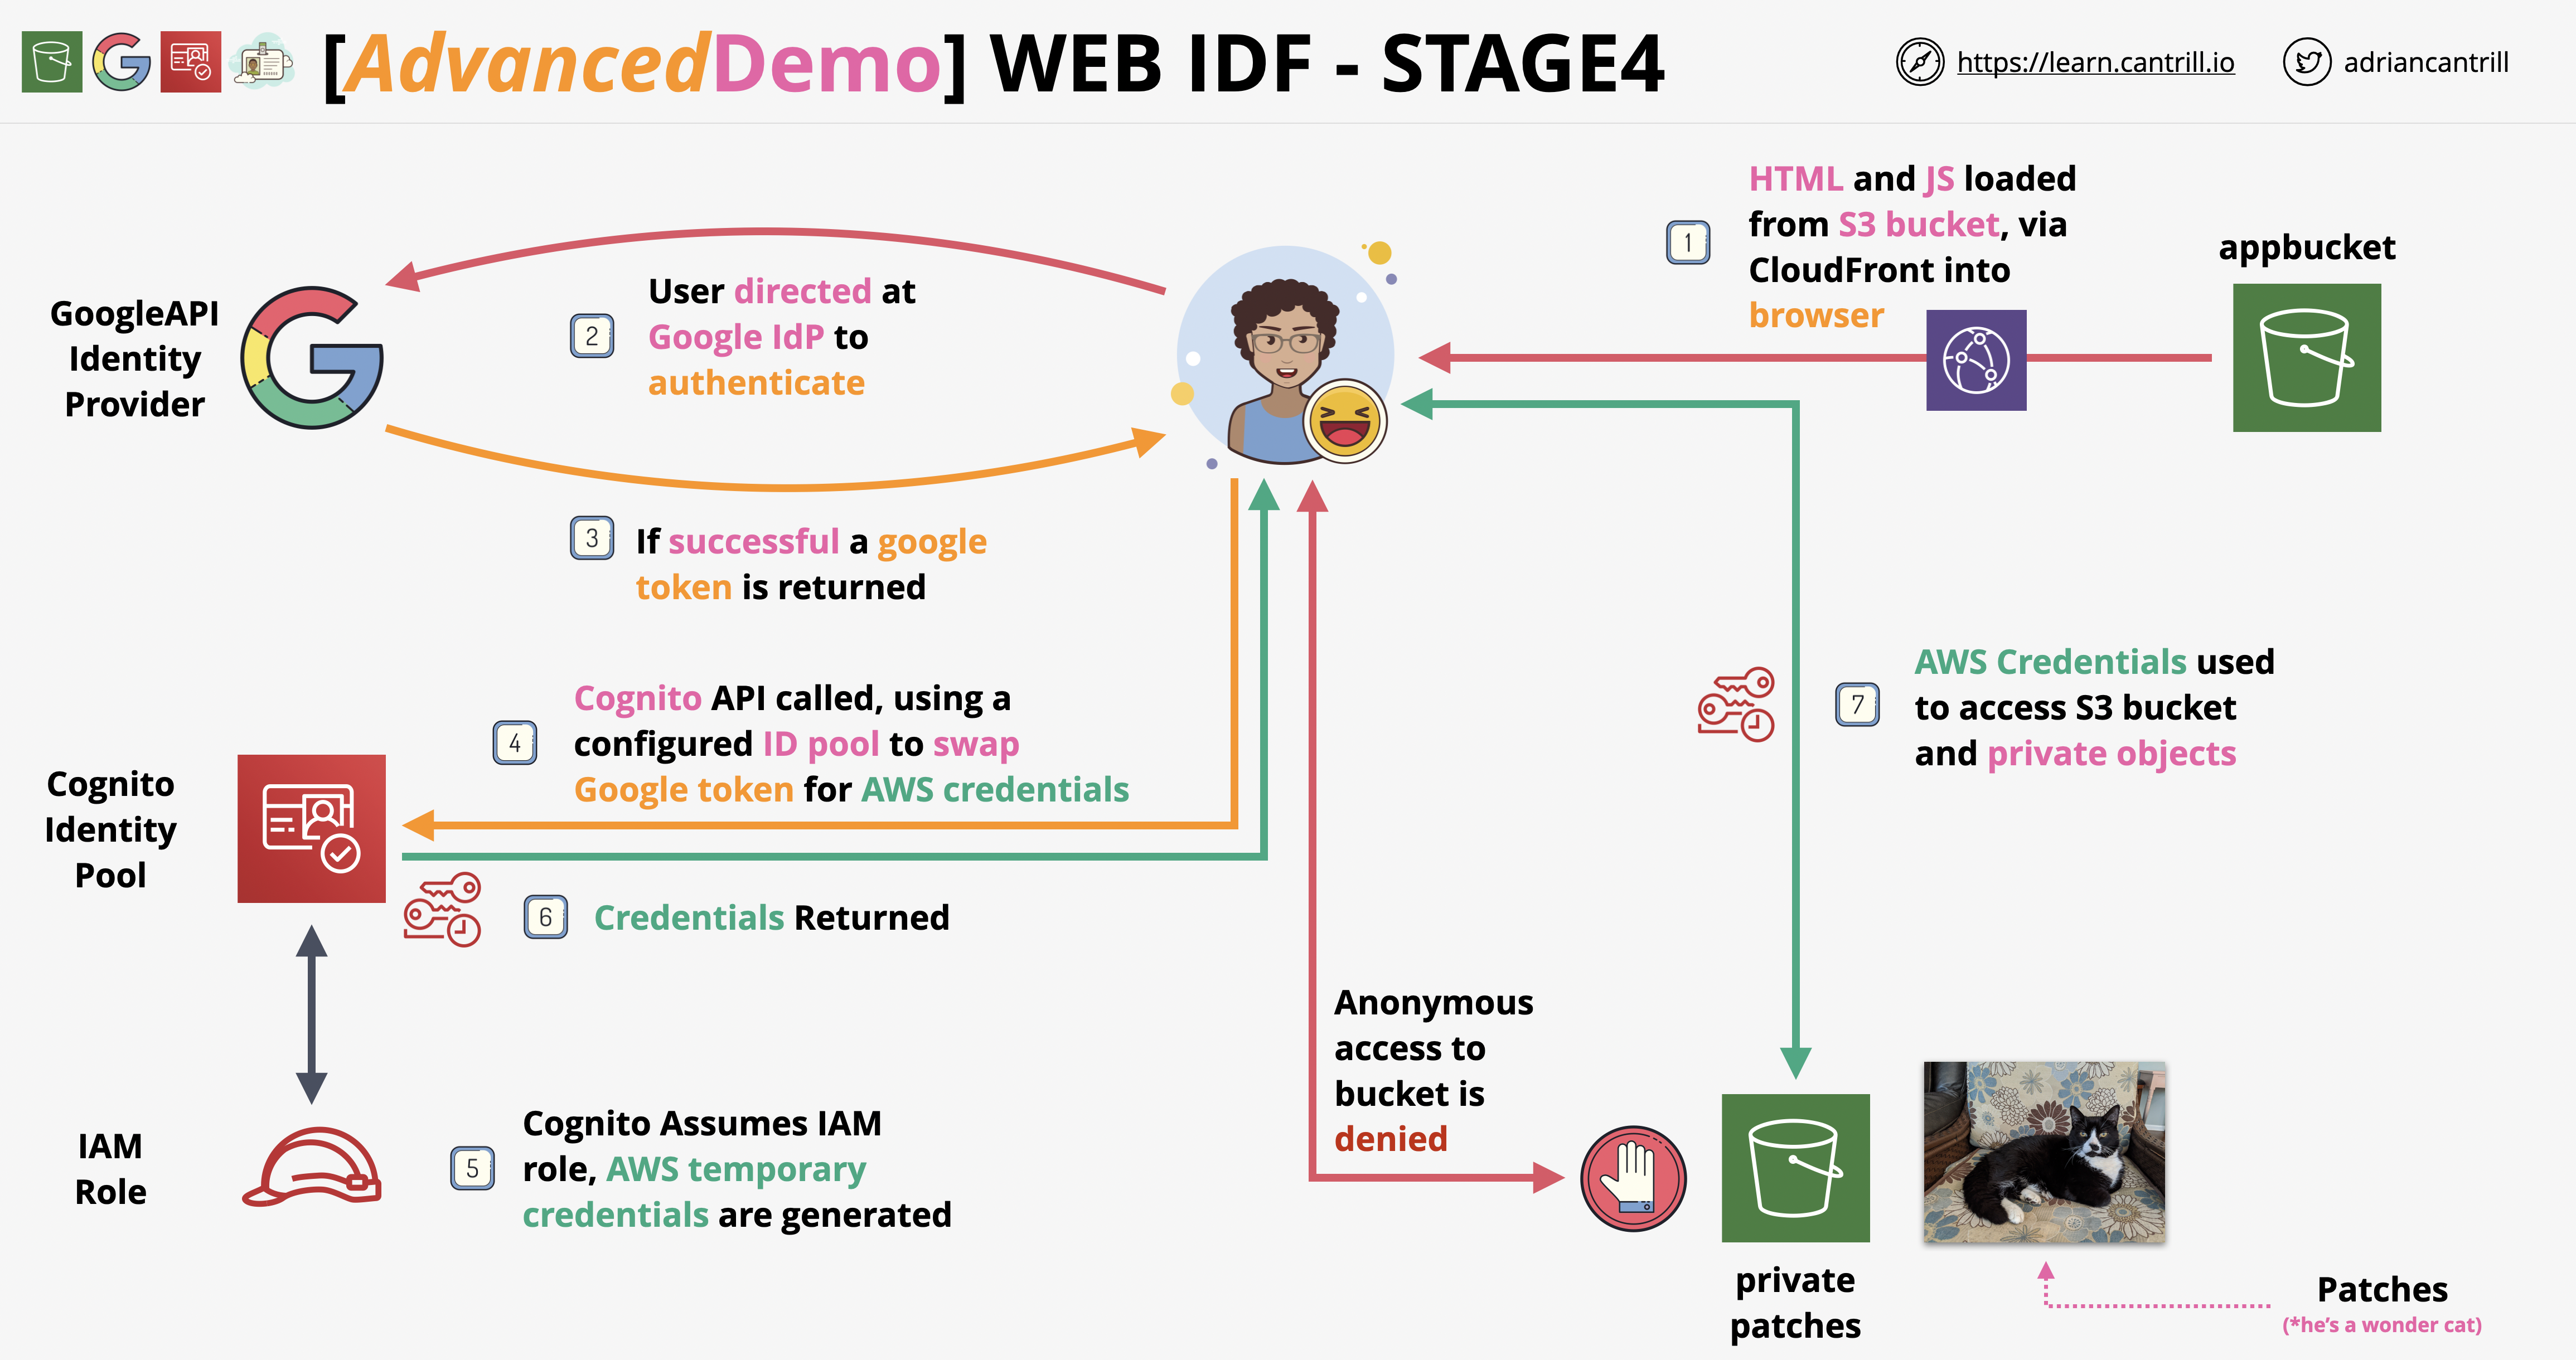 [AdvancedDemo] WEB IDF - STAGE4
https://learn.cantrill.io
adriancantrill
1
HTML and JS loaded
from S3 bucket, via
CloudFront into
browser
appbucket
GoogleAPI
Identity
Provider
2
User directed at
Google IdP to
authenticate
3
If successful a google
token is returned
4
Cognito API called, using a
configured ID pool to swap
Google token for AWS credentials
7
AWS Credentials used
to access S3 bucket
and private objects
Cognito
Identity
Pool
6
Credentials Returned
Anonymous
access to
bucket is
denied
IAM
Role
5
Cognito Assumes IAM
role, AWS temporary
credentials are generated
private
patches
Patches
(*he's a wonder cat)